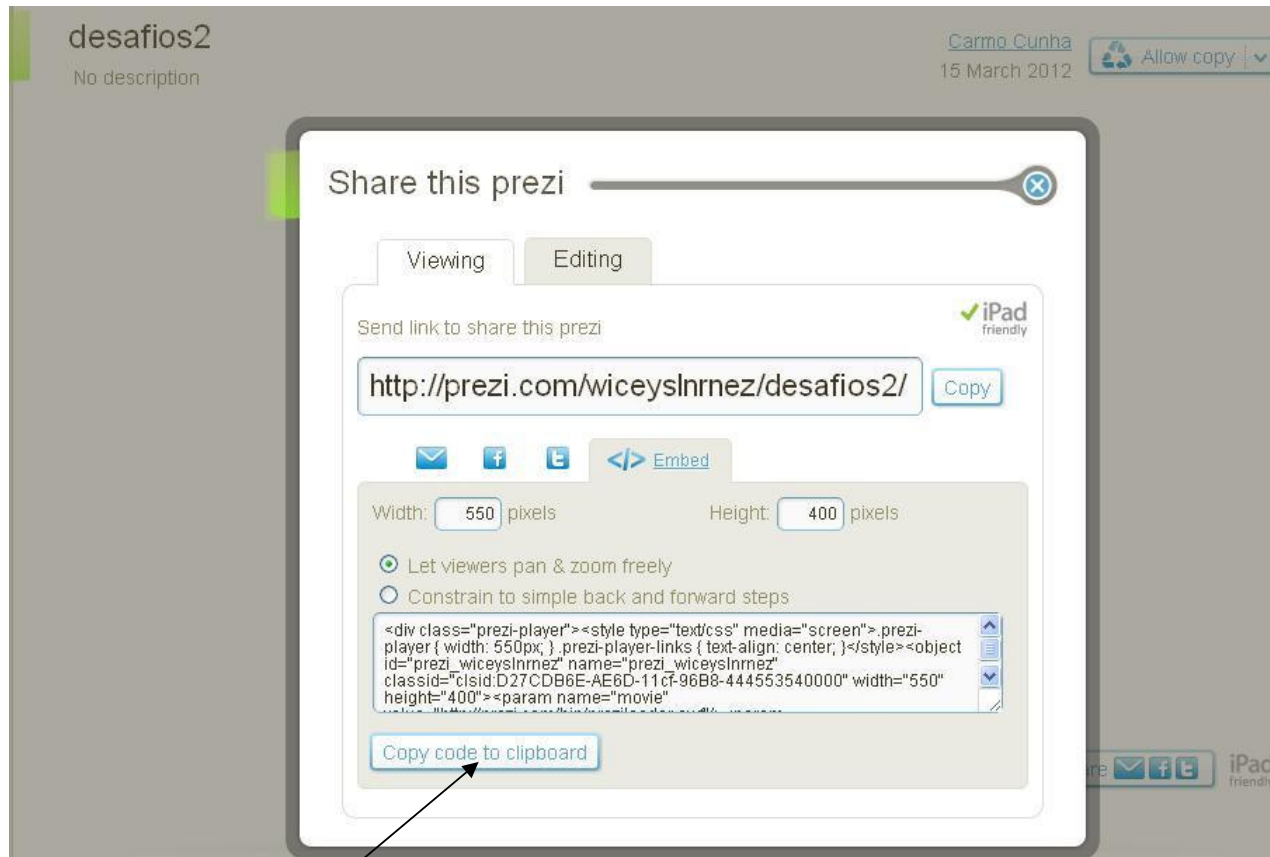 desafios2
No description
Carmo Cunha
15 March 2012
Allow copy
Share this prezi
Viewing
Editing
Send link to share this prezi
iPad
friendly
http://prezi.com/wiceyslnrnez/desafios2/
Copy
</> Embed
Width: 550 pixels
Height: 400 pixels
Let viewers pan & zoom freely
Constrain to simple back and forward steps
<div class="prezi-player"><style type="text/css" media="screen">.prezi-
player { width: 550px; } .prezi-player-links { text-align: center; }</style><object
id="prezi_wiceyslnrnez" name="prezi_wiceyslnrnez"
classid="clsid:D27CDB6E-AE6D-11cf-96B8-444553540000" width="550"
height="400"><param name="movie"
Copy code to clipboard
iPad
friendly